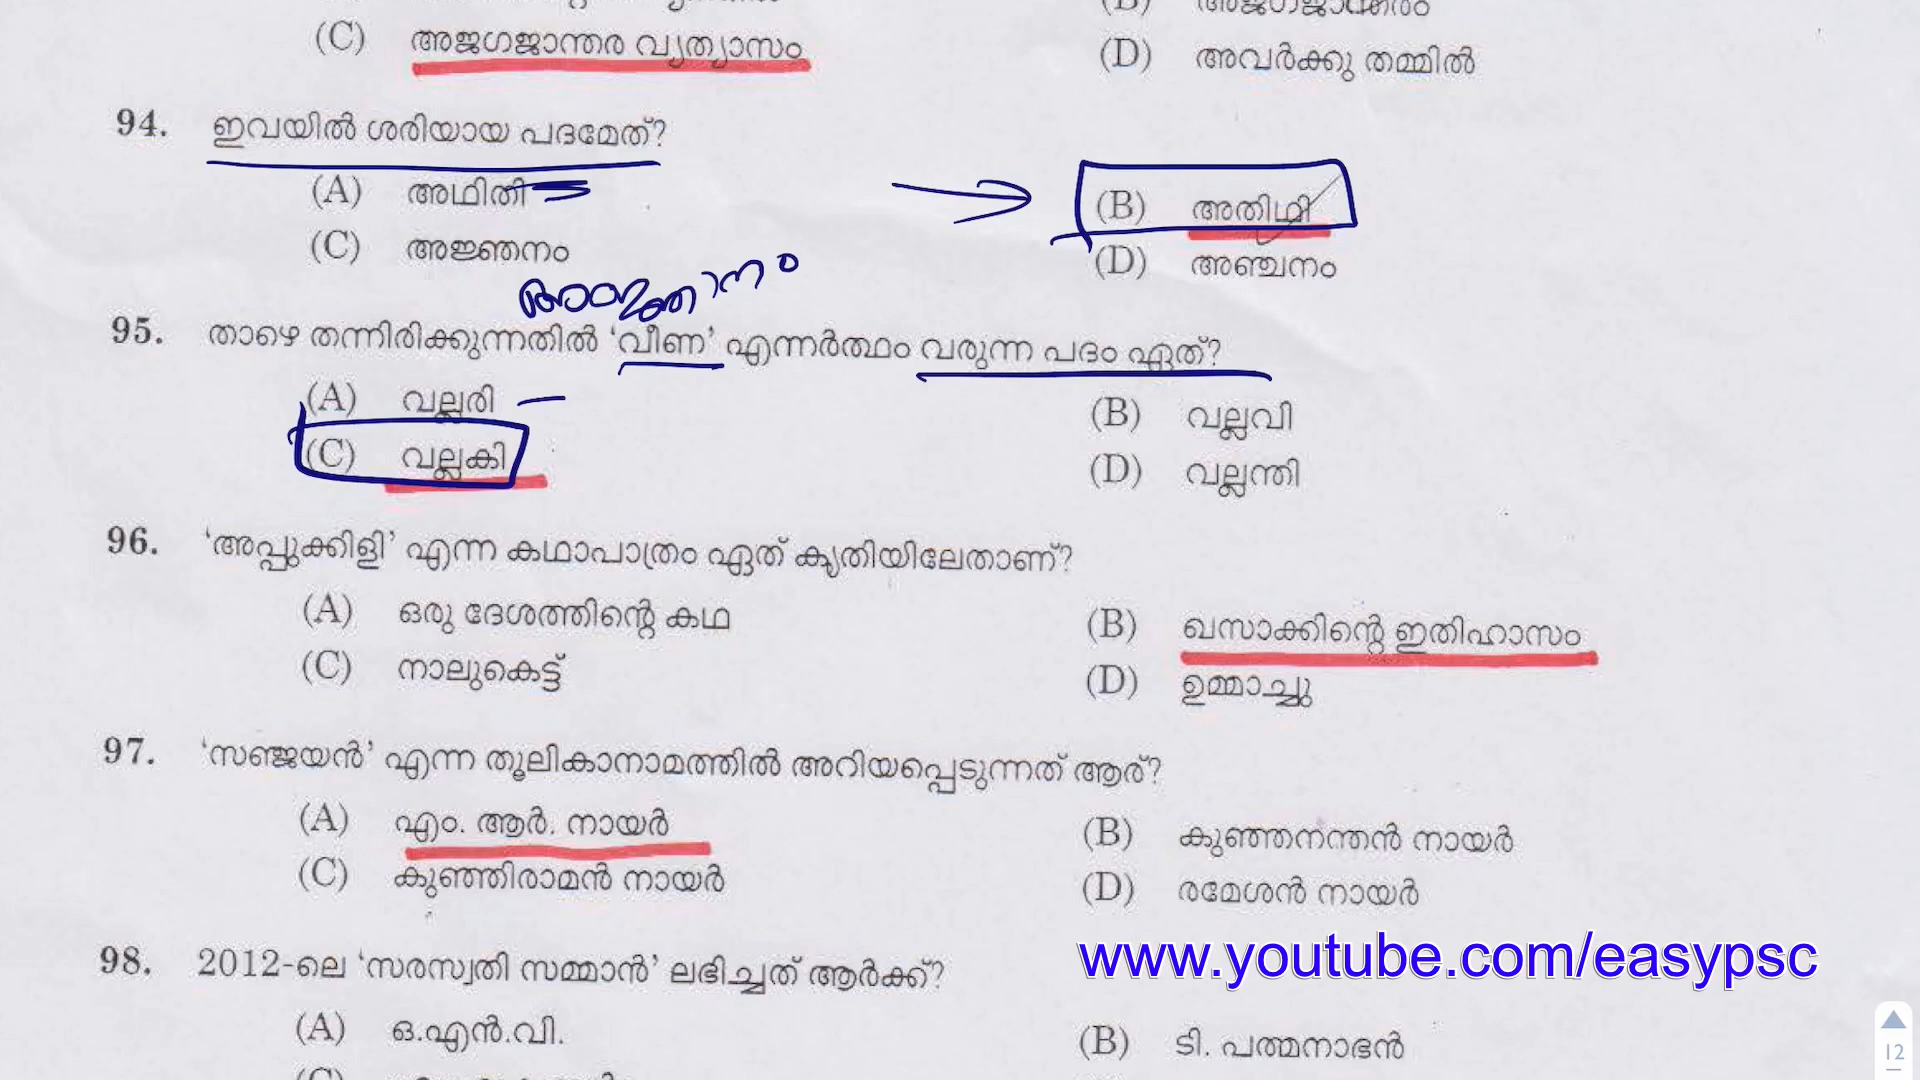 (C) അജഗജാന്തര വ്യത്യാസം
(D) അവർക്കു തമ്മിൽ
94. ഇവയിൽ ശരിയായ പദമേത്?
(A) അഥിതി
(B) അതിഥി
(C) അജ്ഞനം
(D) അഞ്ചനം
95. താഴെ തന്നിരിക്കുന്നതിൽ ‘വീണ’ എന്നർത്ഥം വരുന്ന പദം ഏത്?
(A) വല്ലരി
(B) വല്ലവി
(C) വല്ലകി
(D) വല്ലന്തി
96. ‘അപ്പുക്കിളി’ എന്ന കഥാപാത്രം ഏത് കൃതിയിലേതാണ്?
(A) ഒരു ദേശത്തിന്റെ കഥ
(B) ഖസാക്കിന്റെ ഇതിഹാസം
(C) നാലുകെട്ട്
(D) ഉമ്മാച്ചു
97. ‘സഞ്ജയൻ’ എന്ന തൂലികാനാമത്തിൽ അറിയപ്പെടുന്നത് ആര്?
(A) എം. ആർ. നായർ
(B) കുഞ്ഞനന്തൻ നായർ
(C) കുഞ്ഞിരാമൻ നായർ
(D) രമേശൻ നായർ
www.youtube.com/easypsc
98. 2012-ലെ ‘സരസ്വതി സമ്മാൻ’ ലഭിച്ചത് ആർക്ക്?
(A) ഒ.എൻ.വി.
(B) ടി. പത്മനാഭൻ
12